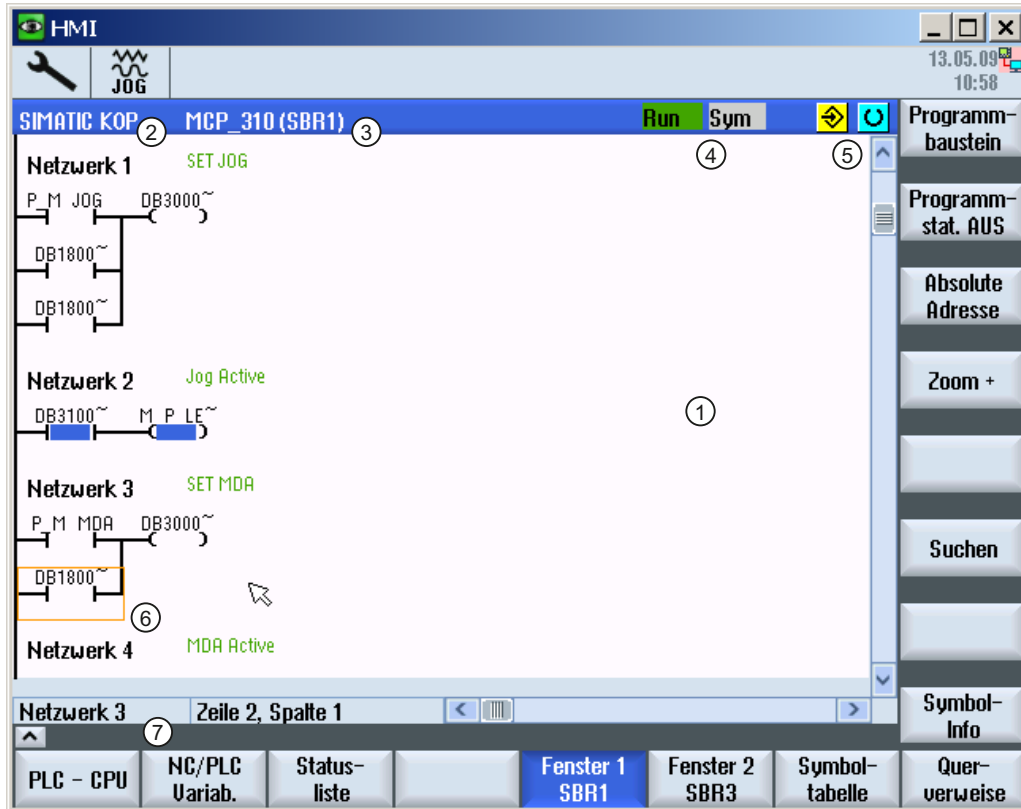 HMI
JOG
13.05.09
10:58
SIMATIC KOP MCP_310 (SBR1) Run Sym
2
3
4
5
Netzwerk 1 SET JOG
P_M JOG DB3000~
DB1800~
DB1800~
Netzwerk 2 Jog Active
DB3100~ M P LE~
1
Netzwerk 3 SET MDA
P_M MDA DB3000~
DB1800~
6
Netzwerk 4 MDA Active
Netzwerk 3 Zeile 2, Spalte 1
7
Programm-
baustein
Programm-
stat. AUS
Absolute
Adresse
Zoom +
Suchen
Symbol-
Info
PLC - CPU
NC/PLC
Variab.
Status-
liste
Fenster 1
SBR1
Fenster 2
SBR3
Symbol-
tabelle
Quer-
verweise